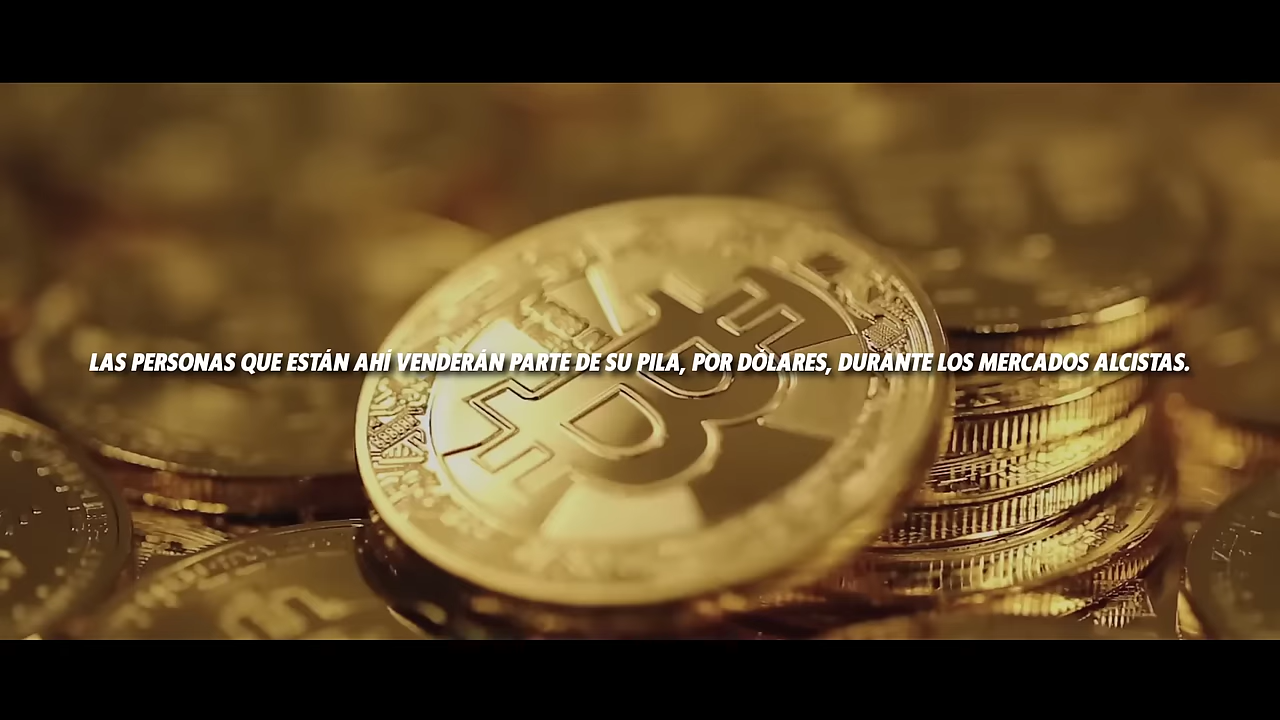 LAS PERSONAS QUE ESTÁN AHÍ VENDERÁN PARTE DE SU PILA, POR DÓLARES, DURANTE LOS MERCADOS ALCISTAS.